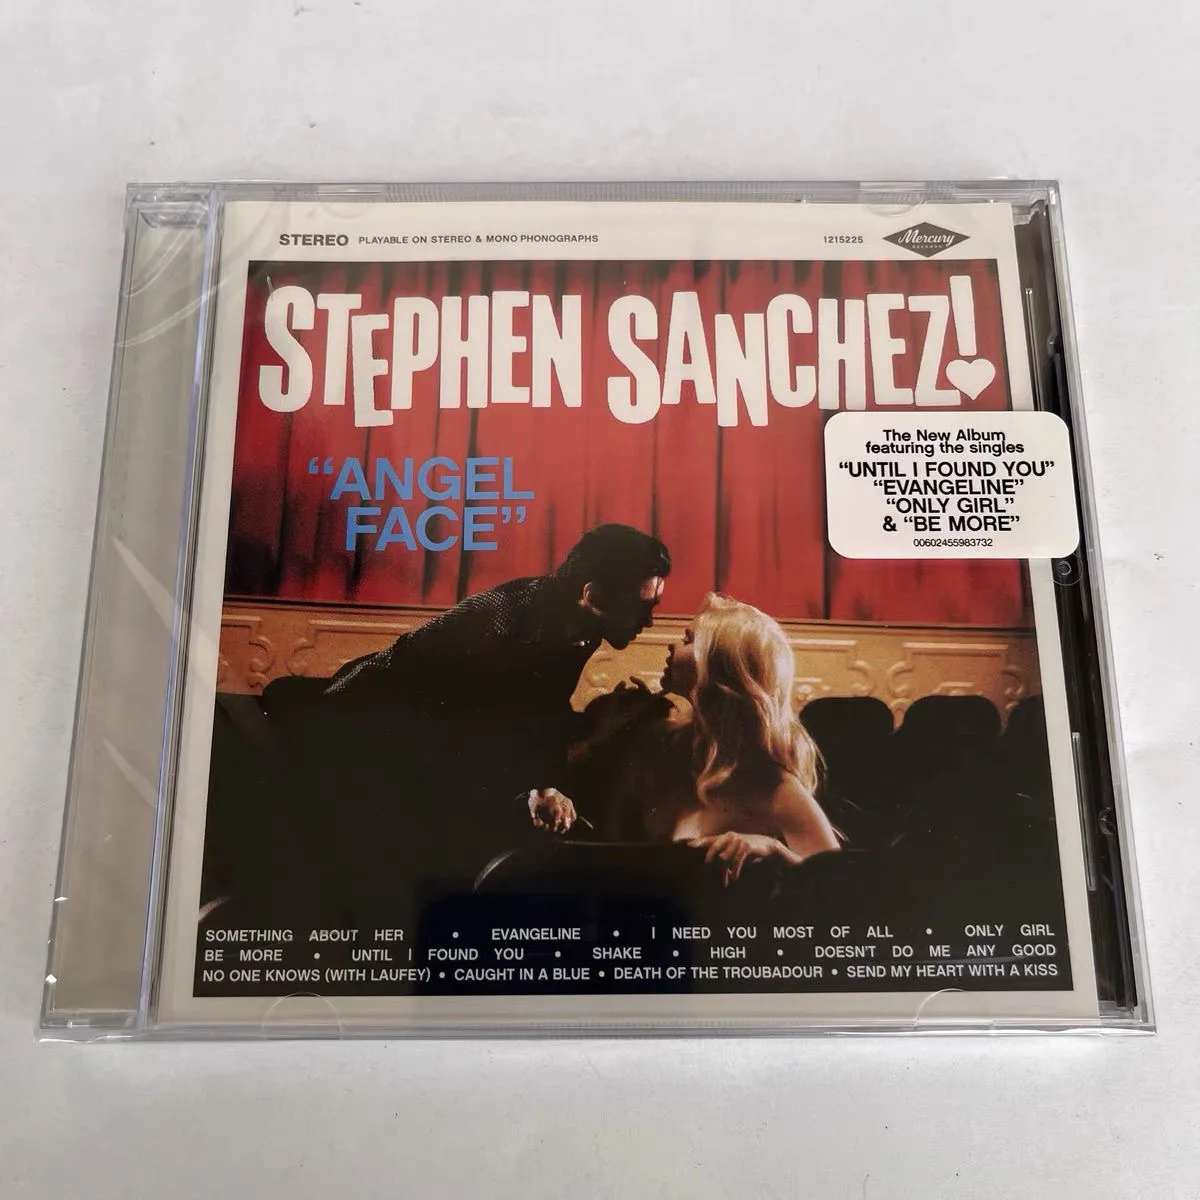 STEREO PLAYABLE ON STEREO & MONO PHONOGRAPHS 1215225 Mercury
RECORDS
STEPHEN SANCHEZ!
"ANGEL
FACE"
The New Album
featuring the singles
"UNTIL I FOUND YOU"
"EVANGELINE"
"ONLY GIRL"
& "BE MORE"
00602455983732
SOMETHING ABOUT HER • EVANGELINE • I NEED YOU MOST OF ALL • ONLY GIRL
BE MORE • UNTIL I FOUND YOU • SHAKE • HIGH • DOESN'T DO ME ANY GOOD
NO ONE KNOWS (WITH LAUFEY) • CAUGHT IN A BLUE • DEATH OF THE TROUBADOUR • SEND MY HEART WITH A KISS